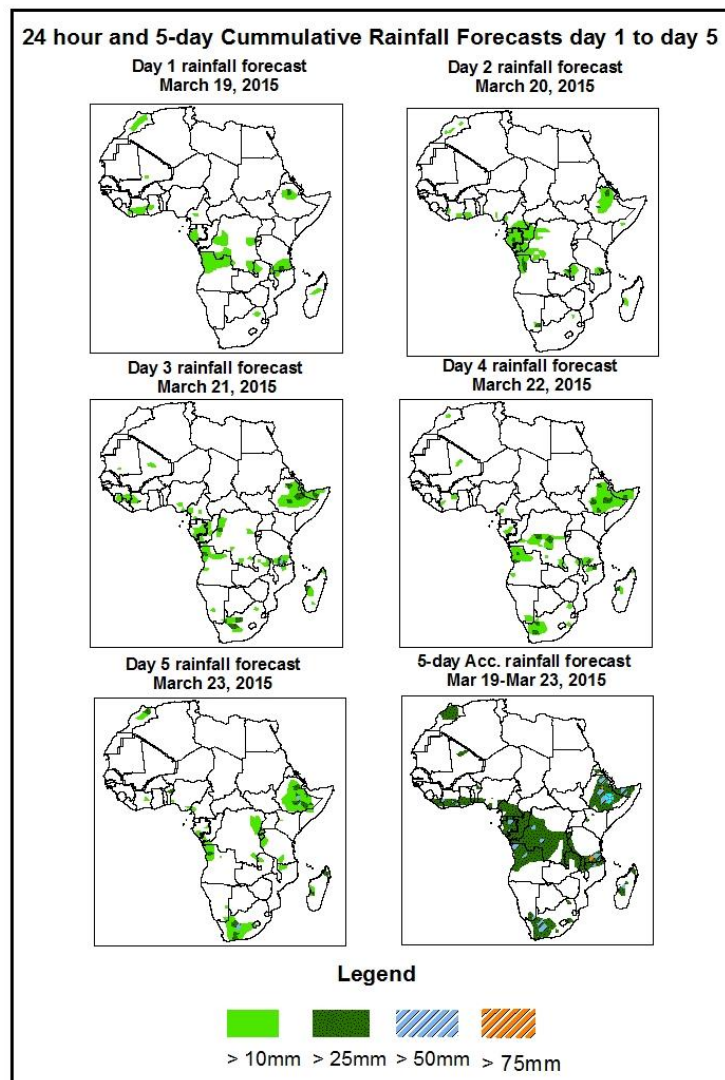 24 hour and 5-day Cummulative Rainfall Forecasts day 1 to day 5
Day 1 rainfall forecast
March 19, 2015
Day 2 rainfall forecast
March 20, 2015
Day 3 rainfall forecast
March 21, 2015
Day 4 rainfall forecast
March 22, 2015
Day 5 rainfall forecast
March 23, 2015
5-day Acc. rainfall forecast
Mar 19-Mar 23, 2015
Legend
> 10mm > 25mm > 50mm > 75mm